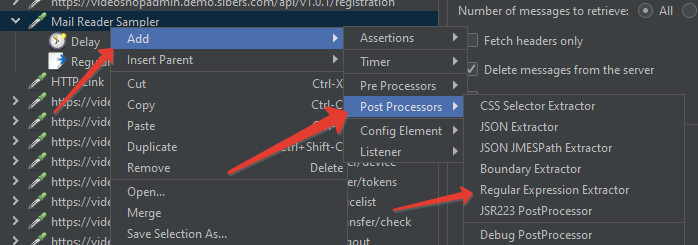 https://videoshopadmin.demo.sibers.com/api/v1.0.1/registration
Mail Reader Sampler
Delay
Regu
HTTP Link
https://vide
https://vide
https://vide
https://vide
https://vide
https://vide
https://vide
https://vide
/device
er/tokens
icelist
nsfer/check
gout
Add
Insert Parent
Cut Ctrl-X
Copy Ctrl-C
Paste Ctrl-
Duplicate Ctrl+Shift-C
Remove Delete
Open...
Merge
Save Selection As...
Assertions
Timer
Pre Processors
Post Processors
Config Element
Listener
Number of messages to retrieve: All
Fetch headers only
Delete messages from the server
CSS Selector Extractor
JSON Extractor
JSON JMESPath Extractor
Boundary Extractor
Regular Expression Extractor
JSR223 PostProcessor
Debug PostProcessor